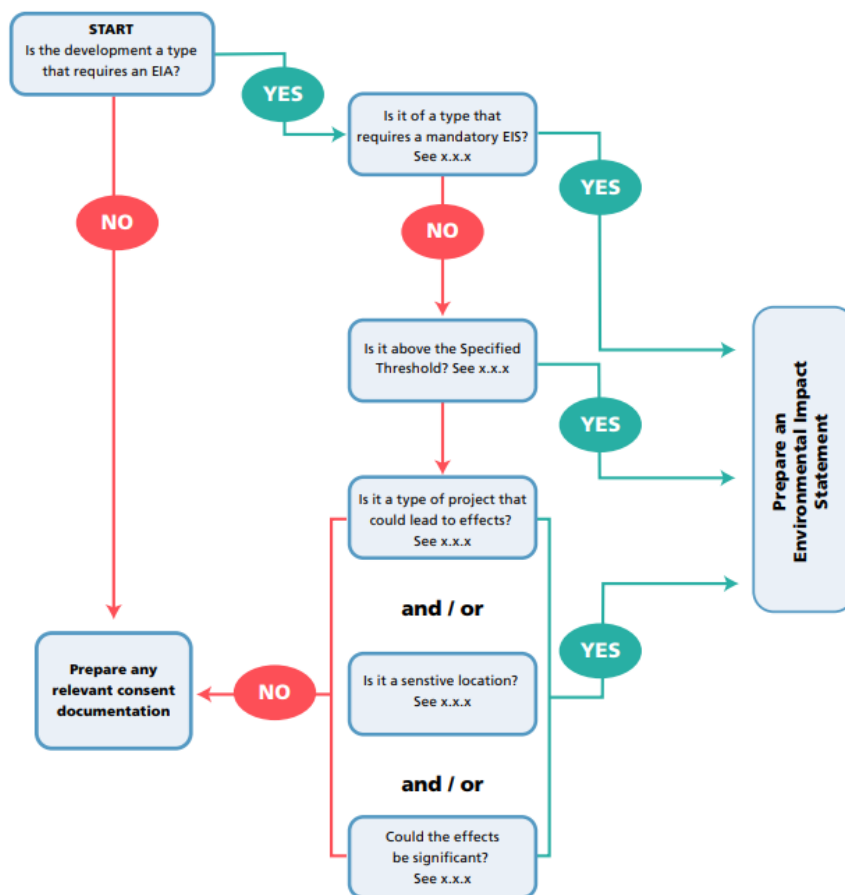 START
Is the development a type
that requires an EIA?
YES
Is it of a type that
requires a mandatory EIS?
See x.x.x
YES
NO
NO
Is it above the Specified
Threshold? See x.x.x
YES
Prepare an
Environmental Impact
Statement
Is it a type of project that
could lead to effects?
See x.x.x
and / or
YES
Prepare any
relevant consent
documentation
NO
Is it a senstive location?
See x.x.x
and / or
Could the effects
be significant?
See x.x.x